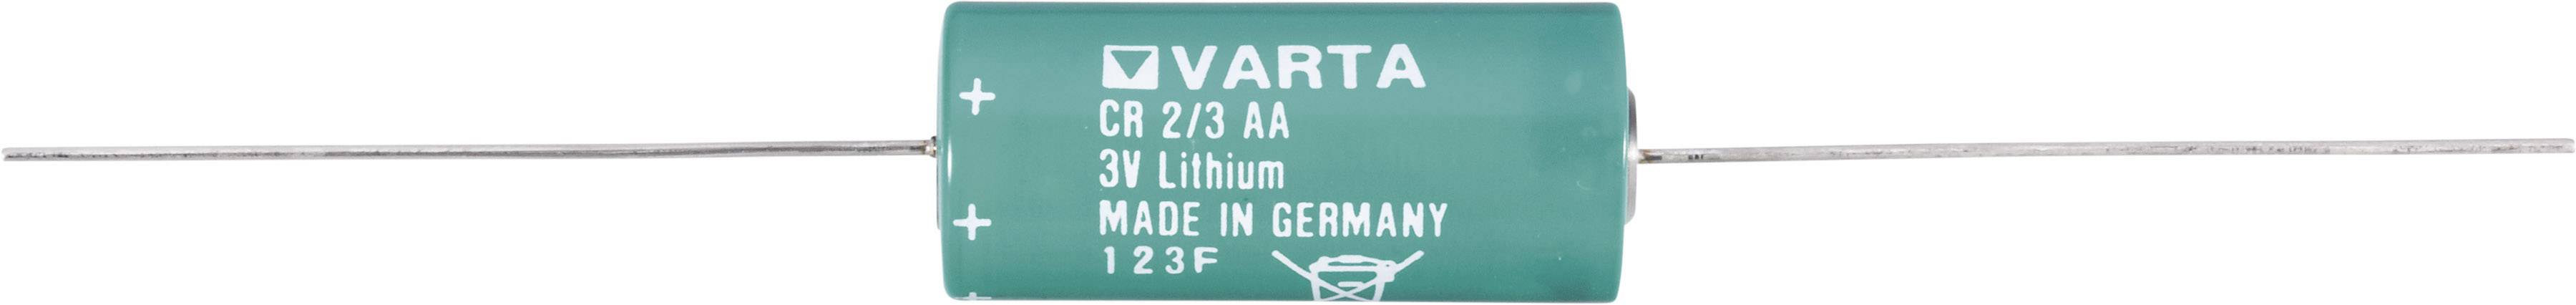 VARTA
CR 2/3 AA
3V Lithium
MADE IN GERMANY
123F
+
+